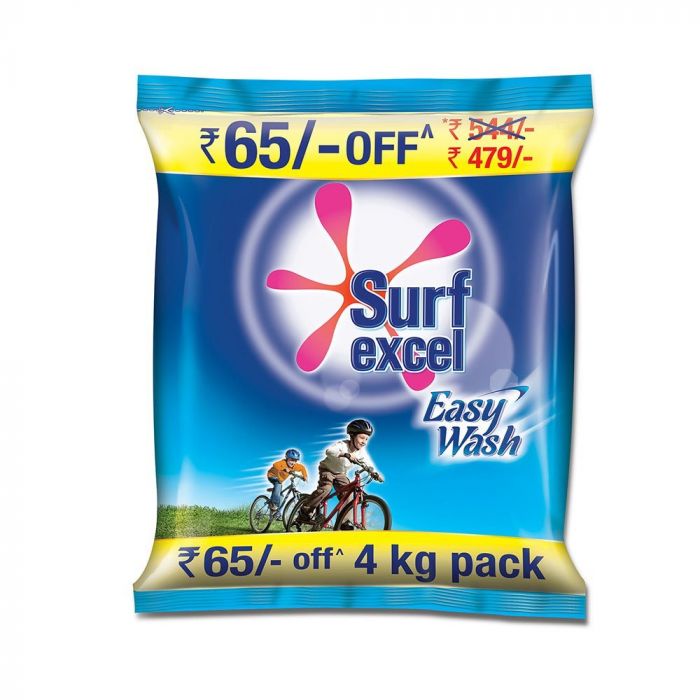 ₹65/-OFF^
*₹ 544/-
₹ 479/-
Surf
excel
Easy
Wash
₹65/- off^ 4 kg pack